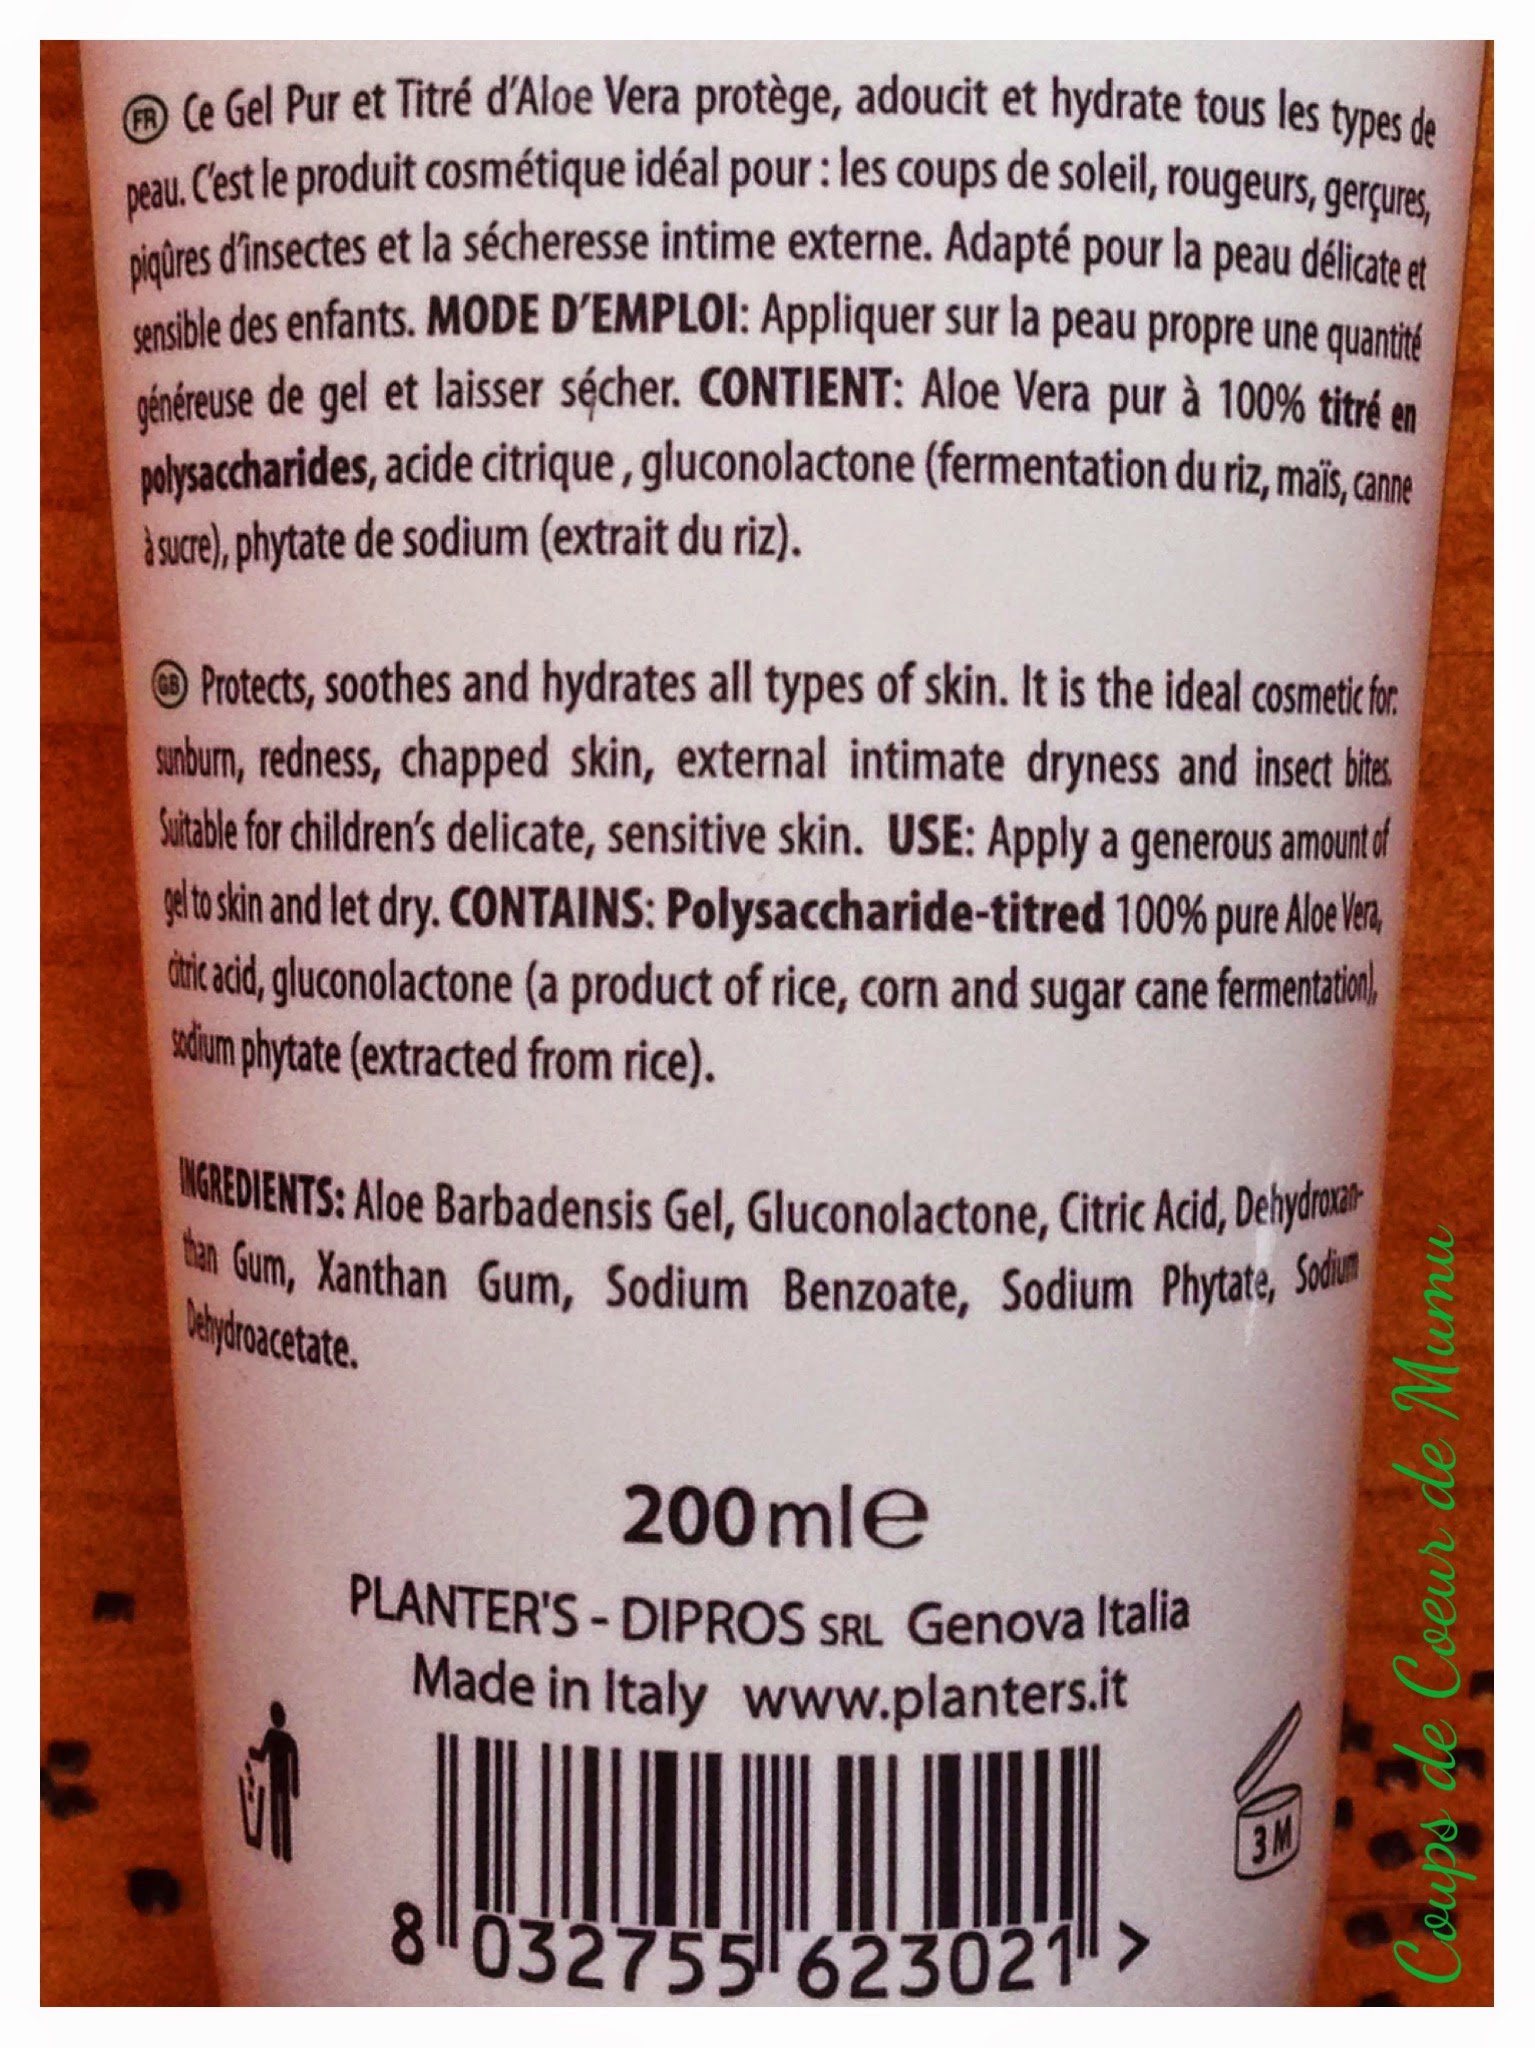 FR Ce Gel Pur et Titré d'Aloe Vera protège, adoucit et hydrate tous les types de
peau. C'est le produit cosmétique idéal pour : les coups de soleil, rougeurs, gerçures,
piqûres d'insectes et la sécheresse intime externe. Adapté pour la peau délicate et
sensible des enfants. MODE D'EMPLOI: Appliquer sur la peau propre une quantité
généreuse de gel et laisser sécher. CONTIENT: Aloe Vera pur à 100% titré en
polysaccharides, acide citrique , gluconolactone (fermentation du riz, maïs, canne
à sucre), phytate de sodium (extrait du riz).
GB Protects, soothes and hydrates all types of skin. It is the ideal cosmetic for:
sunburn, redness, chapped skin, external intimate dryness and insect bites.
Suitable for children's delicate, sensitive skin. USE: Apply a generous amount of
gel to skin and let dry. CONTAINS: Polysaccharide-titred 100% pure Aloe Vera,
citric acid, gluconolactone (a product of rice, corn and sugar cane fermentation),
sodium phytate (extracted from rice).
INGREDIENTS: Aloe Barbadensis Gel, Gluconolactone, Citric Acid, Dehydroxan-
than Gum, Xanthan Gum, Sodium Benzoate, Sodium Phytate, Sodium
Dehydroacetate.
200 ml e
PLANTER'S - DIPROS SRL Genova Italia
Made in Italy www.planters.it
3 M
8 032755 623021 >
Coups de Coeur de Mumu